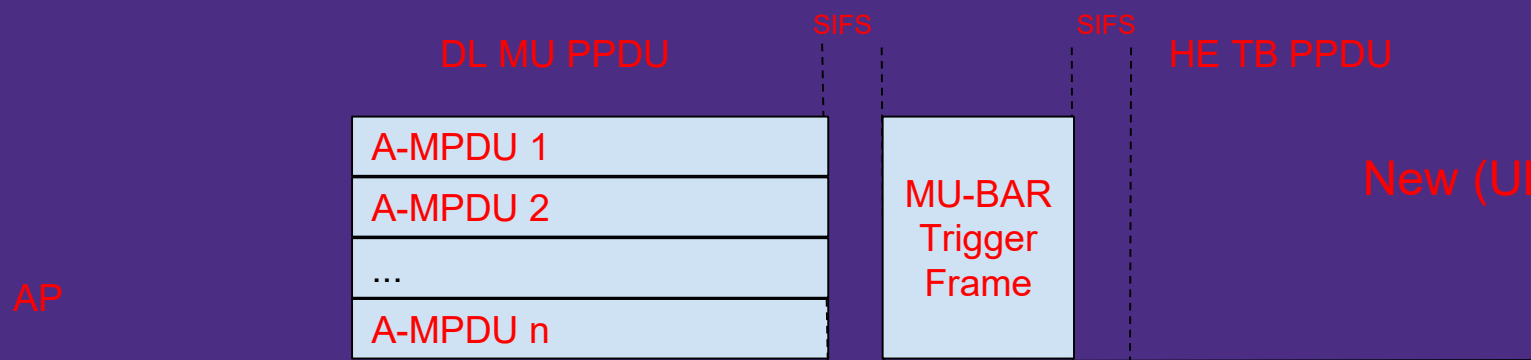 SIFS
SIFS
DL MU PPDU
HE TB PPDU
A-MPDU 1
A-MPDU 2
...
A-MPDU n
MU-BAR
Trigger
Frame
New (U
AP